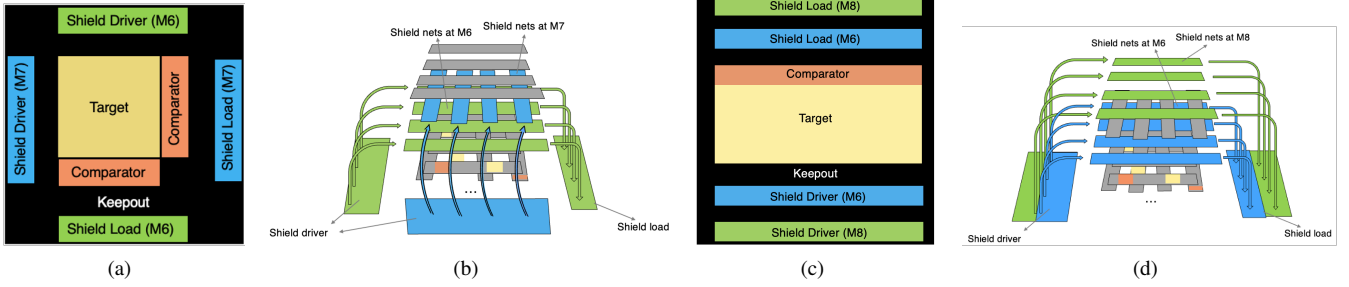 Shield Driver (M6)
Shield Driver (M7)
Target
Comparator
Shield Load (M7)
Comparator
Keepout
Shield Load (M6)
(a)
Shield nets at M7
Shield nets at M6
...
Shield driver
Shield load
(b)
Shield Load (M8)
Shield Load (M6)
Comparator
Target
Keepout
Shield Driver (M6)
Shield Driver (M8)
(c)
Shield nets at M8
Shield nets at M6
...
Shield driver
Shield load
(d)